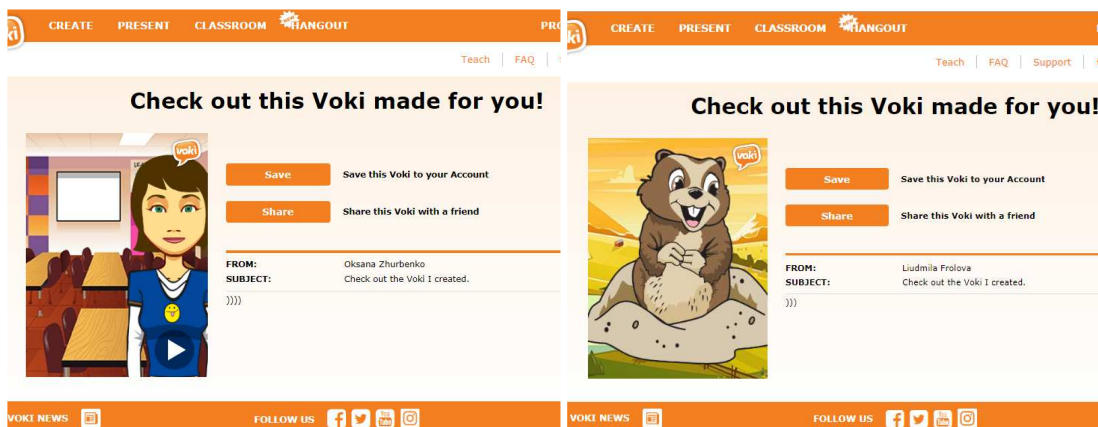 CREATE PRESENT CLASSROOM HANGOUT
Teach FAQ
Check out this Voki made for you!
voki
Save Save this Voki to your Account
Share Share this Voki with a friend
FROM: Oksana Zhurbenko
SUBJECT: Check out the Voki I created.
))))
VOKI NEWS FOLLOW US
CREATE PRESENT CLASSROOM HANGOUT
Teach FAQ Support
Check out this Voki made for you!
voki
Save Save this Voki to your Account
Share Share this Voki with a friend
FROM: Liudmila Frolova
SUBJECT: Check out the Voki I created.
)))
VOKI NEWS FOLLOW US